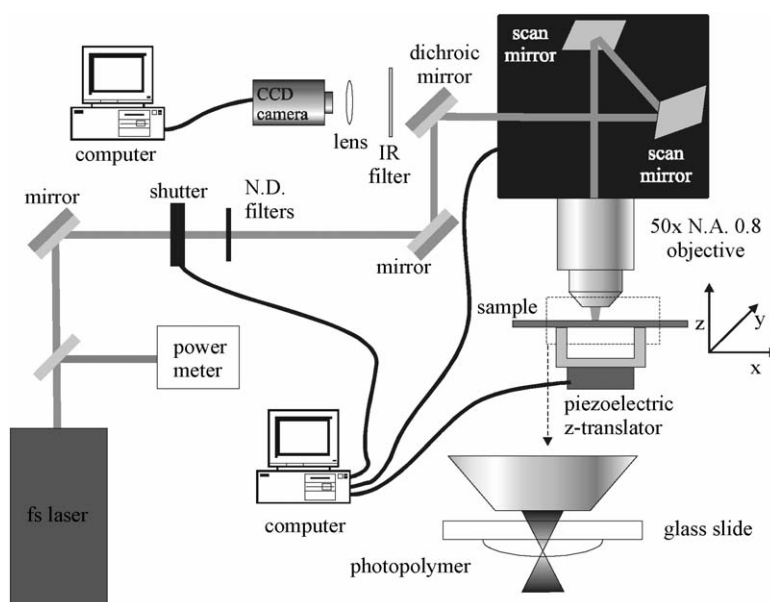 scan
mirror
dichroic
mirror
CCD
camera
lens
IR
filter
computer
scan
mirror
mirror
shutter
N.D.
filters
mirror
50x N.A. 0.8
objective
sample
z
y
x
power
meter
piezoelectric
z-translator
fs laser
computer
glass slide
photopolymer